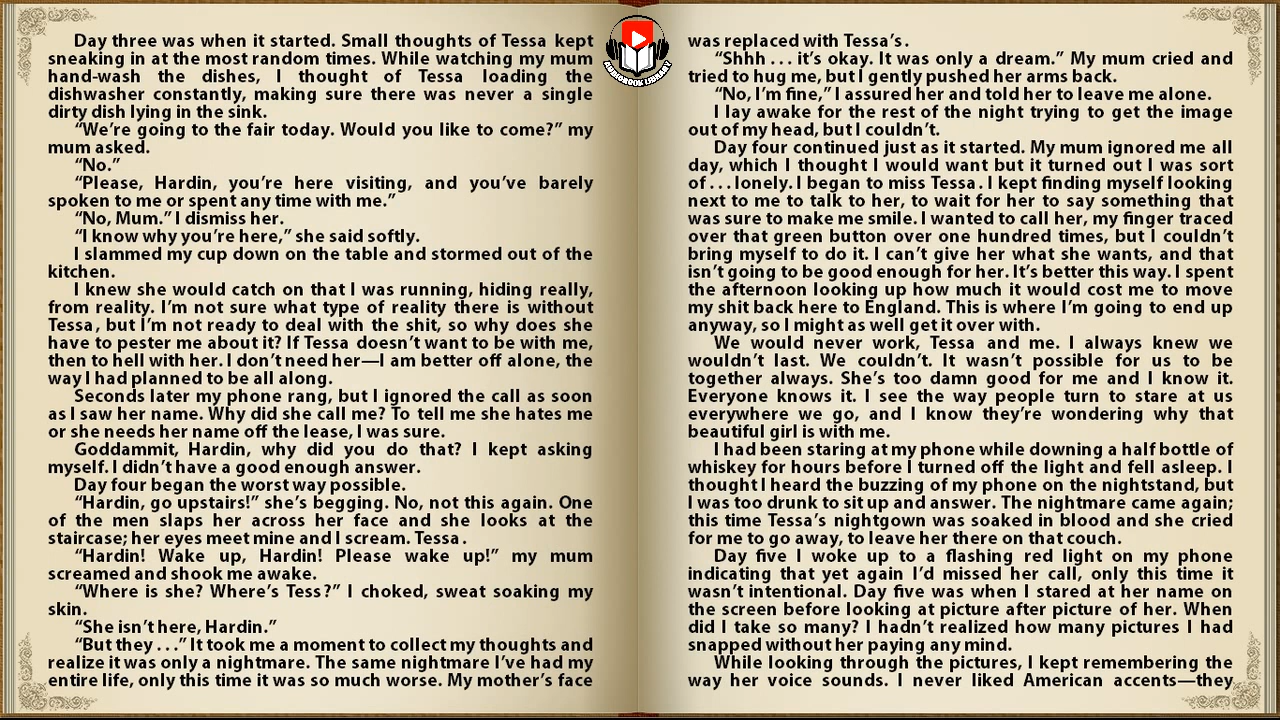 Day three was when it started. Small thoughts of Tessa kept
sneaking in at the most random times. While watching my mum
hand-wash the dishes, I thought of Tessa loading the
dishwasher constantly, making sure there was never a single
dirty dish lying in the sink.
“We’re going to the fair today. Would you like to come?” my
mum asked.
“No.”
“Please, Hardin, you’re here visiting, and you’ve barely
spoken to me or spent any time with me.”
“No, Mum.” I dismiss her.
“I know why you’re here,” she said softly.
I slammed my cup down on the table and stormed out of the
kitchen.
I knew she would catch on that I was running, hiding really,
from reality. I’m not sure what type of reality there is without
Tessa, but I’m not ready to deal with the shit, so why does she
have to pester me about it? If Tessa doesn’t want to be with me,
then to hell with her. I don’t need her—I am better off alone, the
way I had planned to be all along.
Seconds later my phone rang, but I ignored the call as soon
as I saw her name. Why did she call me? To tell me she hates me
or she needs her name off the lease, I was sure.
Goddammit, Hardin, why did you do that? I kept asking
myself. I didn’t have a good enough answer.
Day four began the worst way possible.
“Hardin, go upstairs!” she’s begging. No, not this again. One
of the men slaps her across her face and she looks at the
staircase; her eyes meet mine and I scream. Tessa .
“Hardin! Wake up, Hardin! Please wake up!” my mum
screamed and shook me awake.
“Where is she? Where’s Tess?” I choked, sweat soaking my
skin.
“She isn’t here, Hardin.”
“But they . . .” It took me a moment to collect my thoughts and
realize it was only a nightmare. The same nightmare I’ve had my
entire life, only this time it was so much worse. My mother’s face
AUDIOBOOK LIBRARY
was replaced with Tessa’s .
“Shhh . . . it’s okay. It was only a dream.” My mum cried and
tried to hug me, but I gently pushed her arms back.
“No, I’m fine,” I assured her and told her to leave me alone.
I lay awake for the rest of the night trying to get the image
out of my head, but I couldn’t.
Day four continued just as it started. My mum ignored me all
day, which I thought I would want but it turned out I was sort
of . . . lonely. I began to miss Tessa . I kept finding myself looking
next to me to talk to her, to wait for her to say something that
was sure to make me smile. I wanted to call her, my finger traced
over that green button over one hundred times, but I couldn’t
bring myself to do it. I can’t give her what she wants, and that
isn’t going to be good enough for her. It’s better this way. I spent
the afternoon looking up how much it would cost me to move
my shit back here to England. This is where I’m going to end up
anyway, so I might as well get it over with.
We would never work, Tessa and me. I always knew we
wouldn’t last. We couldn’t. It wasn’t possible for us to be
together always. She’s too damn good for me and I know it.
Everyone knows it. I see the way people turn to stare at us
everywhere we go, and I know they’re wondering why that
beautiful girl is with me.
I had been staring at my phone while downing a half bottle of
whiskey for hours before I turned off the light and fell asleep. I
thought I heard the buzzing of my phone on the nightstand, but
I was too drunk to sit up and answer. The nightmare came again;
this time Tessa’s nightgown was soaked in blood and she cried
for me to go away, to leave her there on that couch.
Day five I woke up to a flashing red light on my phone
indicating that yet again I’d missed her call, only this time it
wasn’t intentional. Day five was when I stared at her name on
the screen before looking at picture after picture of her. When
did I take so many? I hadn’t realized how many pictures I had
snapped without her paying any mind.
While looking through the pictures, I kept remembering the
way her voice sounds. I never liked American accents—they